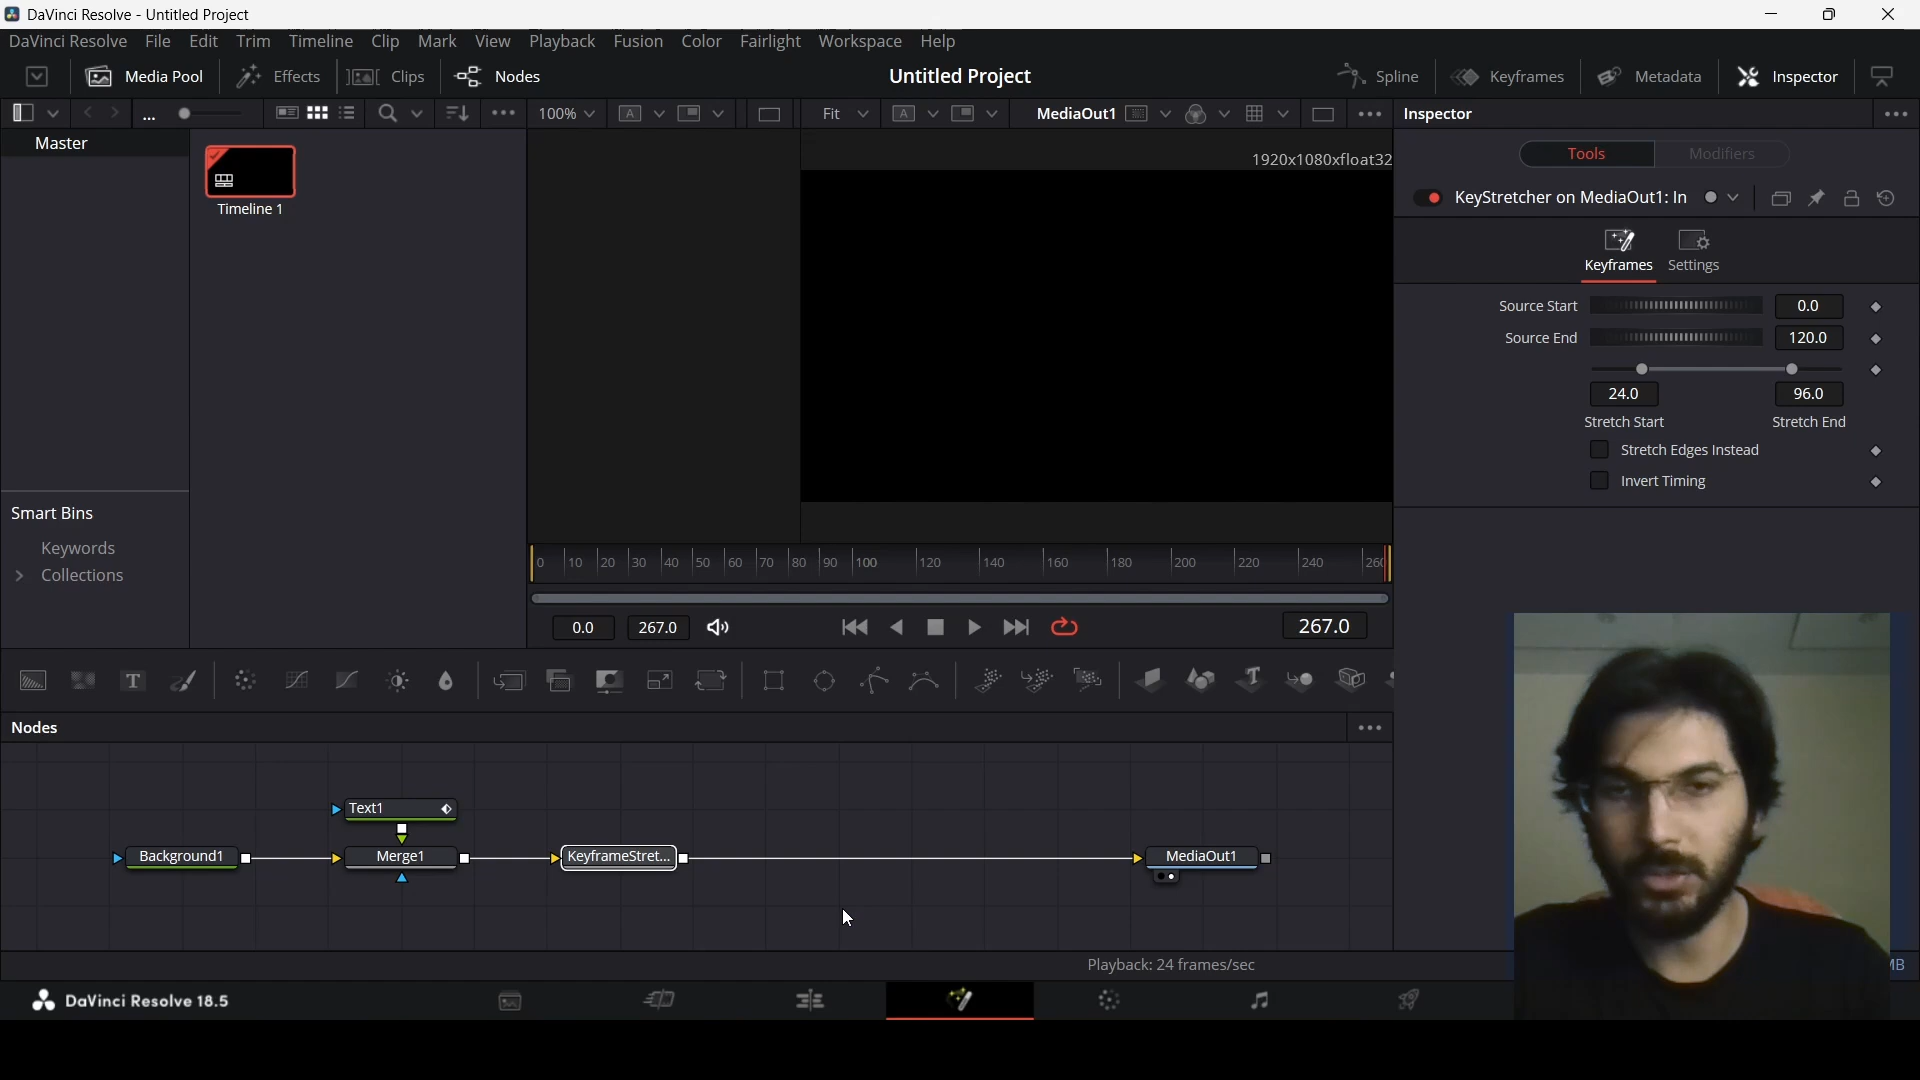 DaVinci Resolve - Untitled Project
DaVinci Resolve File Edit Trim Timeline Clip Mark View Playback Fusion Color Fairlight Workspace Help
Media Pool Effects Clips Nodes Untitled Project Spline Keyframes Metadata Inspector
... 100% A Fit A MediaOut1 Inspector
Master
Timeline 1
1920x1080xfloat32
Tools Modifiers
KeyStretcher on MediaOut1: In
Keyframes Settings
Source Start 0.0
Source End 120.0
24.0 96.0
Stretch Start Stretch End
Stretch Edges Instead
Invert Timing
Smart Bins
Keywords
Collections
0 10 20 30 40 50 60 70 80 90 100 120 140 160 180 200 220 240 260
0.0 267.0 267.0
T T
Nodes
Text1
Background1 Merge1 KeyframeStret... MediaOut1
Playback: 24 frames/sec MB
DaVinci Resolve 18.5